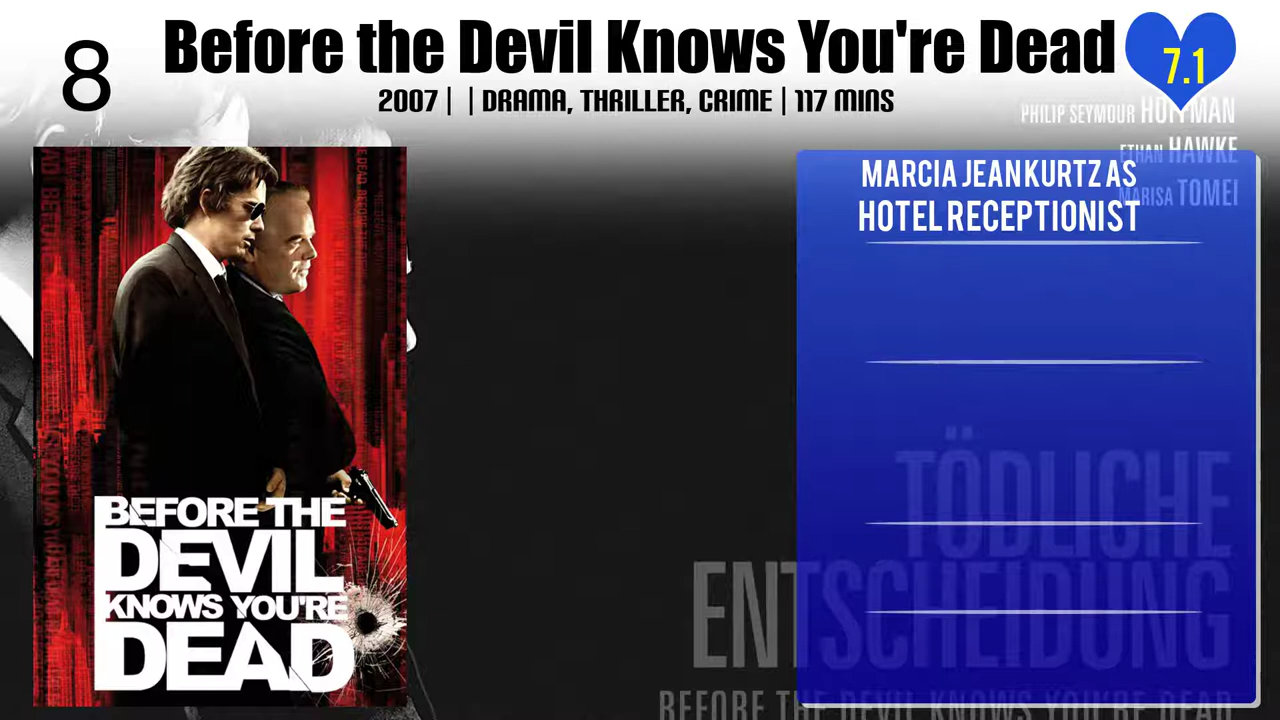 8
Before the Devil Knows You're Dead
7.1
2007 | | DRAMA, THRILLER, CRIME | 117 MINS
PHILIP SEYMOUR HOFFMAN
ETHAN HAWKE
MARISA TOMEI
MARCIA JEAN KURTZ AS
HOTEL RECEPTIONIST
BEFORE THE
DEVIL
KNOWS YOU'RE
DEAD
TÖDLICHE
ENTSCHEIDUNG
BEFORE THE DEVIL KNOWS YOU'RE DEAD